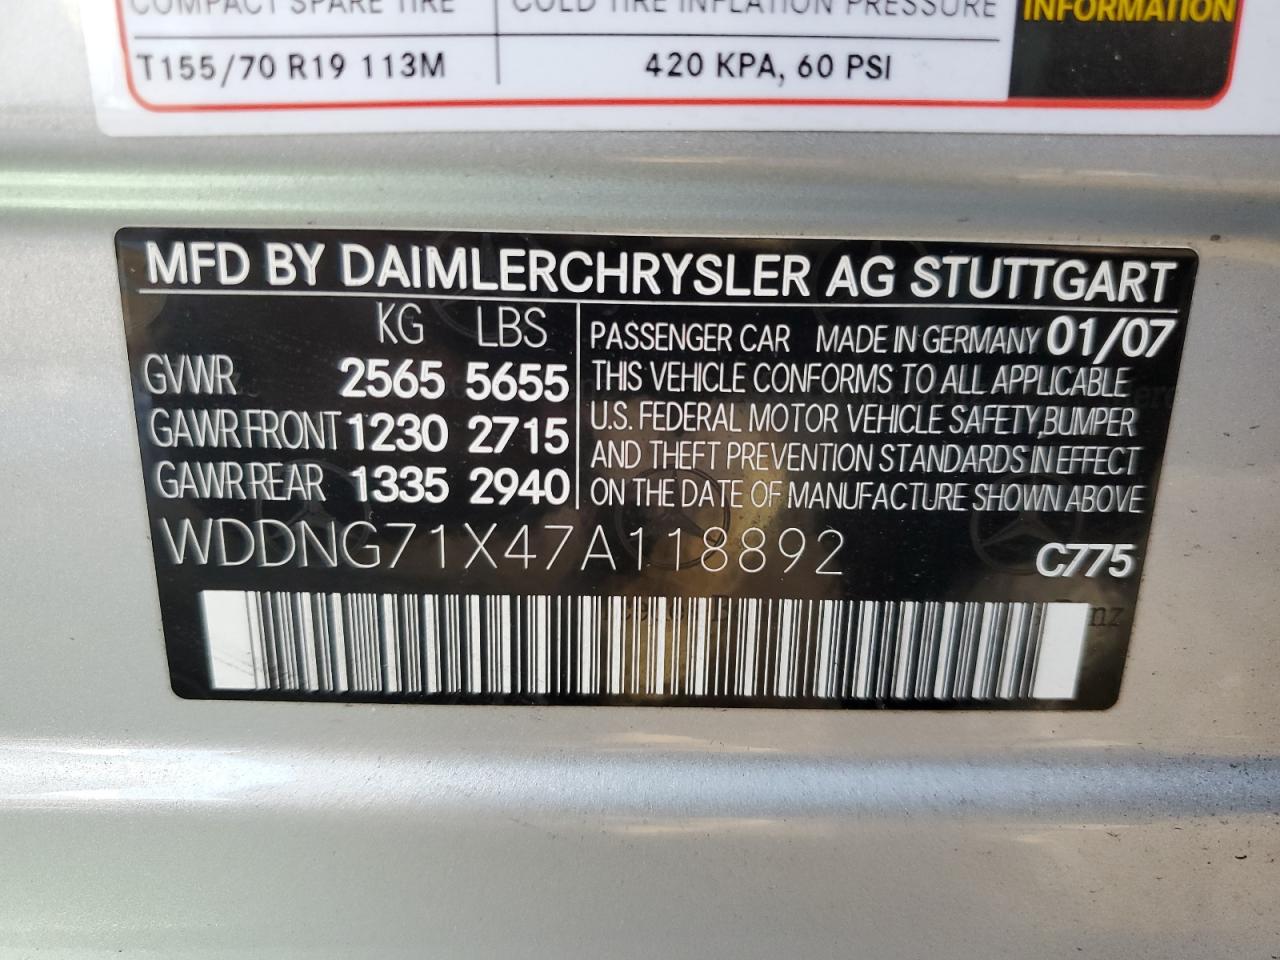 COMPACT SPARE TIRE COLD TIRE INFLATION PRESSURE INFORMATION
T155/70 R19 113M 420 KPA, 60 PSI
MFD BY DAIMLERCHRYSLER AG STUTTGART
KG LBS
GVWR 2565 5655
GAWR FRONT 1230 2715
GAWR REAR 1335 2940
PASSENGER CAR MADE IN GERMANY 01/07
THIS VEHICLE CONFORMS TO ALL APPLICABLE
U.S. FEDERAL MOTOR VEHICLE SAFETY,BUMPER
AND THEFT PREVENTION STANDARDS IN EFFECT
ON THE DATE OF MANUFACTURE SHOWN ABOVE
WDDNG71X47A118892 C775